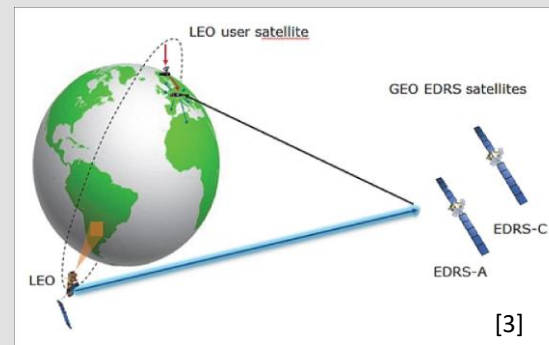 LEO user satellite
GEO EDRS satellites
EDRS-C
EDRS-A
LEO
[3]